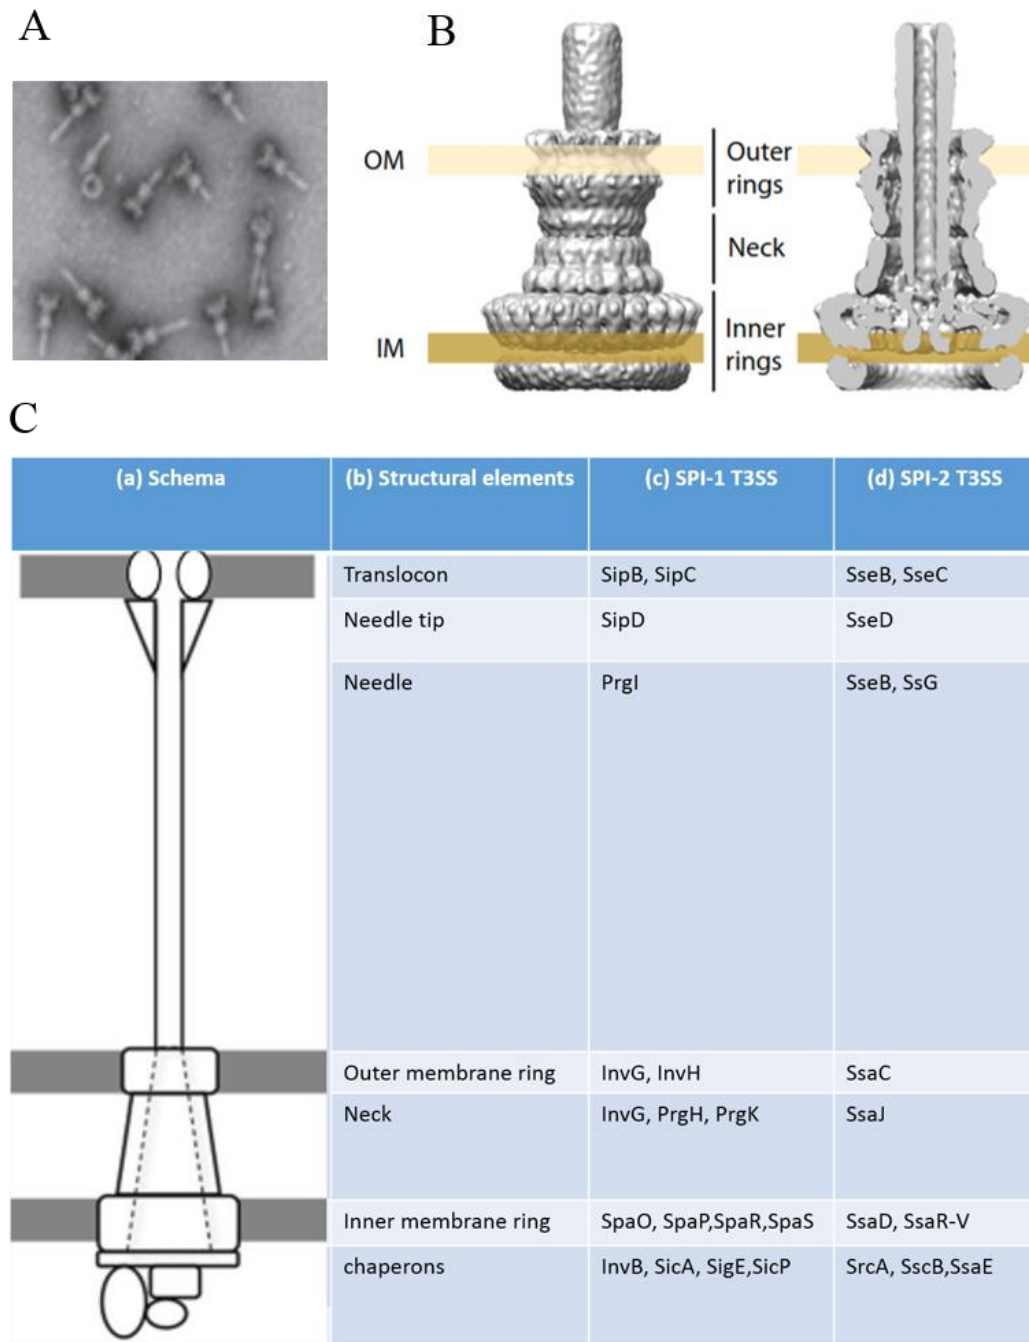 A
B
OM
IM
Outer
rings
Neck
Inner
rings
C
(a) Schema (b) Structural elements (c) SPI-1 T3SS (d) SPI-2 T3SS
Translocon SipB, SipC SseB, SseC
Needle tip SipD SseD
Needle PrgI SseB, SsG
Outer membrane ring InvG, InvH SsaC
Neck InvG, PrgH, PrgK SsaJ
Inner membrane ring SpaO, SpaP,SpaR,SpaS SsaD, SsaR-V
chaperons InvB, SicA, SigE,SicP SrcA, SscB,SsaE